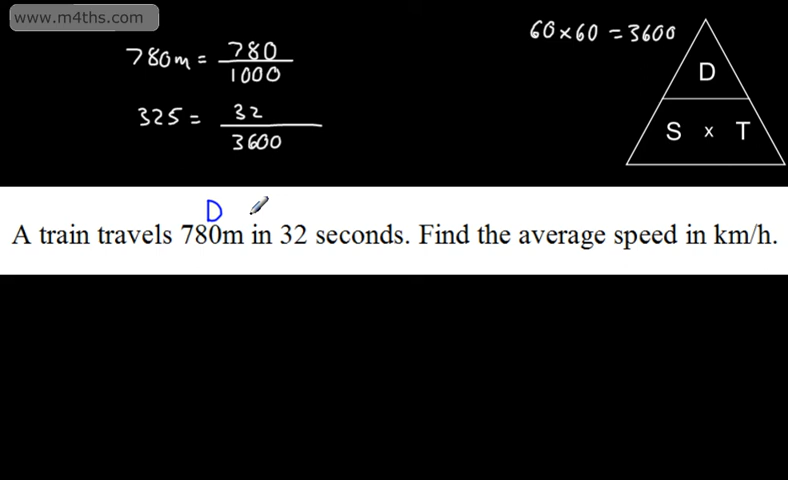 www.m4ths.com
60×60 = 3600
780m = 780
1000
32s = 32
3600
D
S × T
D
A train travels 780m in 32 seconds. Find the average speed in km/h.